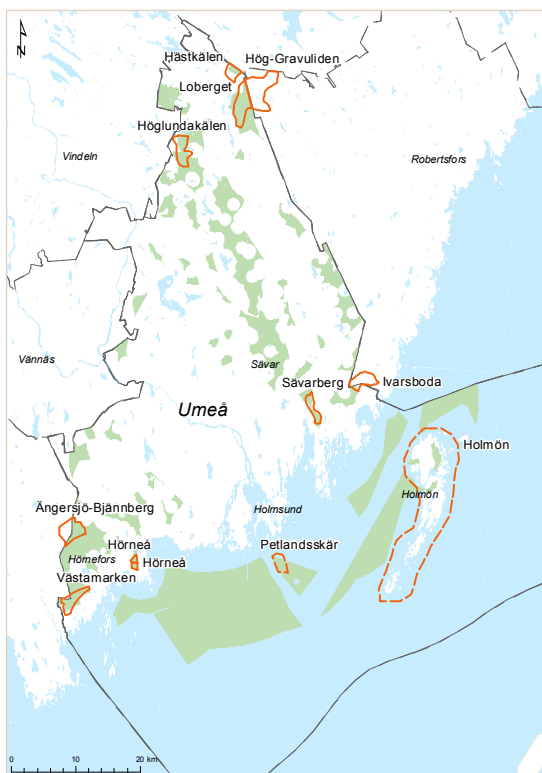 N
Hästkälen
Hög-Gravuliden
Loberget
Höglundakälen
Vindeln
Robertsfors
Vännäs
Sävar
Sävarberg
Ivarsboda
Umeå
Holmön
Holmön
Ängersjö-Bjännberg
Holmsund
Hörneå
Petlandsskär
Hörnefors
Hörneå
Västamarken
0 10 20 km